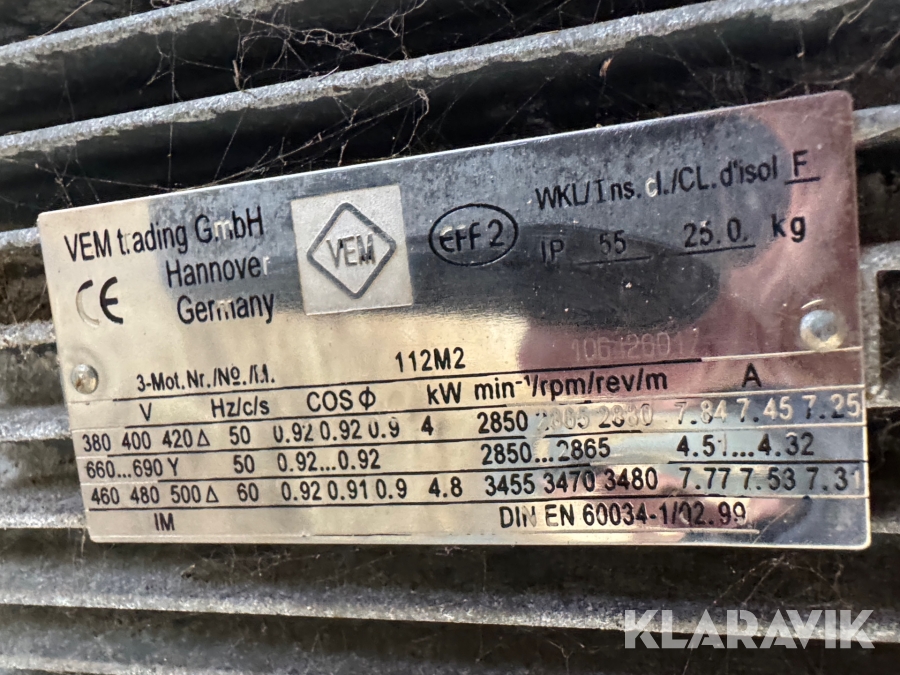 VEM trading GmbH
Hannover
Germany
CE
VEM
EFF 2
WKL/Ins.cl./CL.d'isol F
IP 55 25.0. kg
3-Mot.Nr./No./f.f. 112M2
V Hz/c/s COS Φ kW min-¹/rpm/rev/m A
380 400 420 Δ 50 0.92 0.92 0.9 4 2850 2865 2880 7.84 7.45 7.25
660...690 Y 50 0.92...0.92 2850...2865 4.51...4.32
460 480 500 Δ 60 0.92 0.91 0.9 4.8 3455 3470 3480 7.77 7.53 7.31
IM DIN EN 60034-1/02.99
KLARAVIK